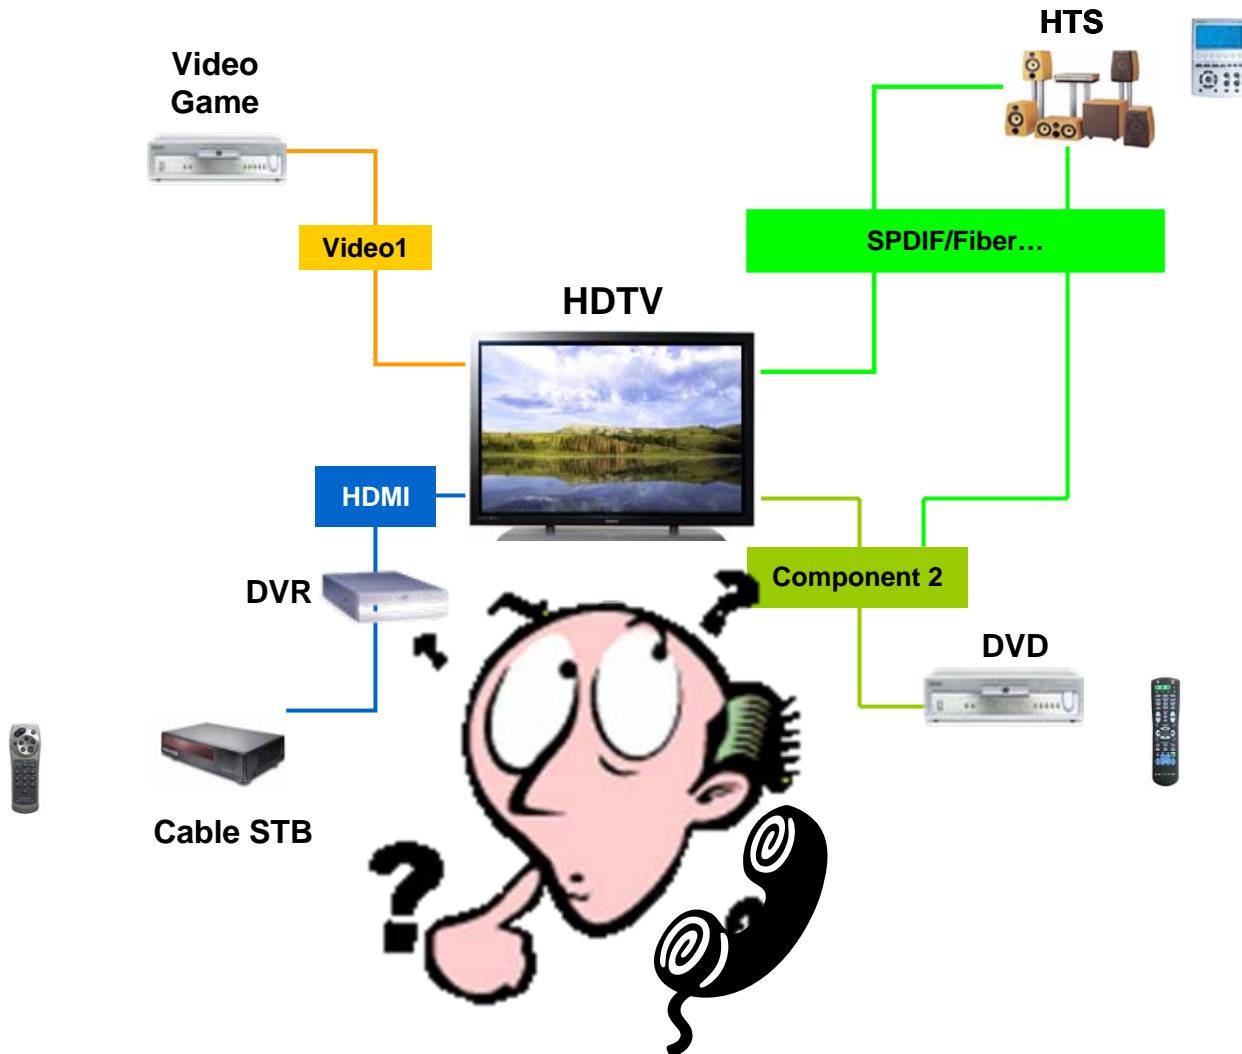 HTS
Video
Game
Video1
SPDIF/Fiber…
HDTV
HDMI
DVR
Component 2
DVD
Cable STB
?
?